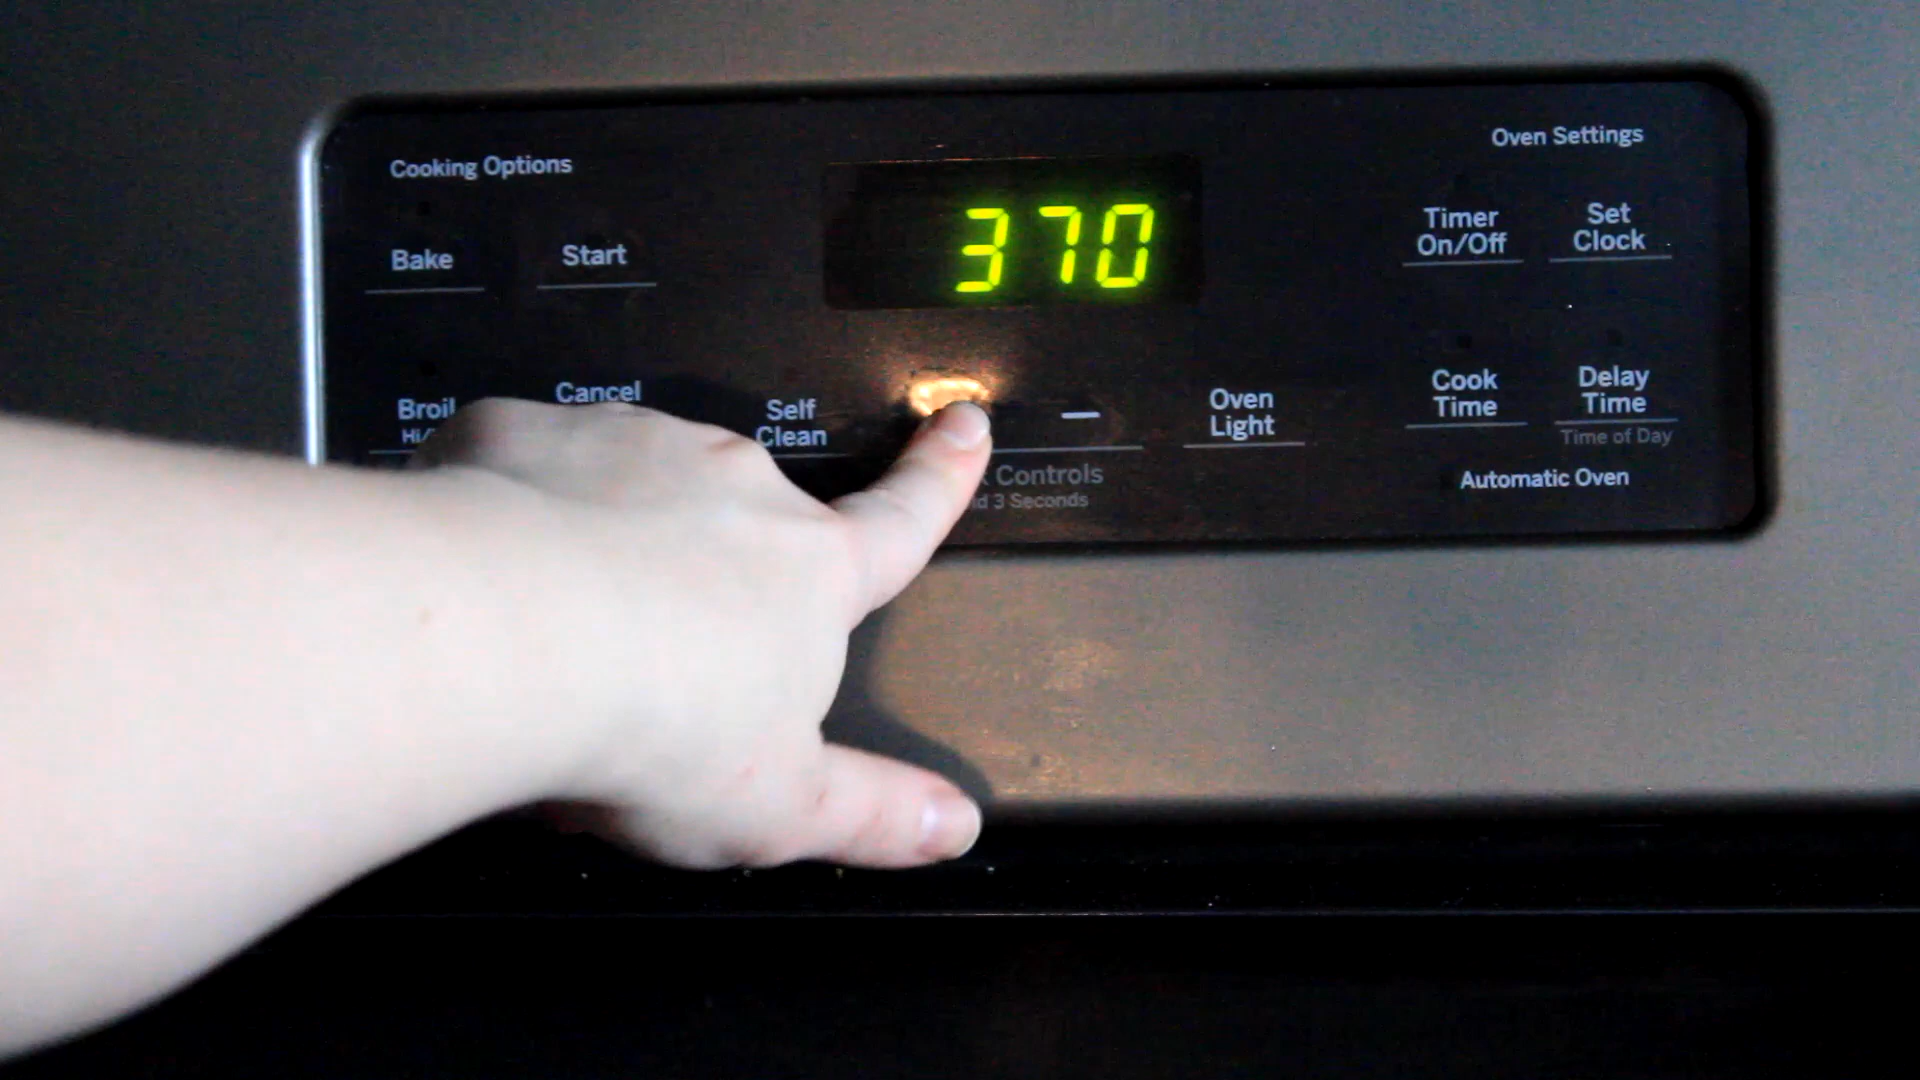 Cooking Options
Oven Settings
370
Bake
Start
Timer
On/Off
Set
Clock
Broil
Cancel
Self
Clean
—
Oven
Light
Cook
Time
Delay
Time
Time of Day
Controls
3 Seconds
Automatic Oven